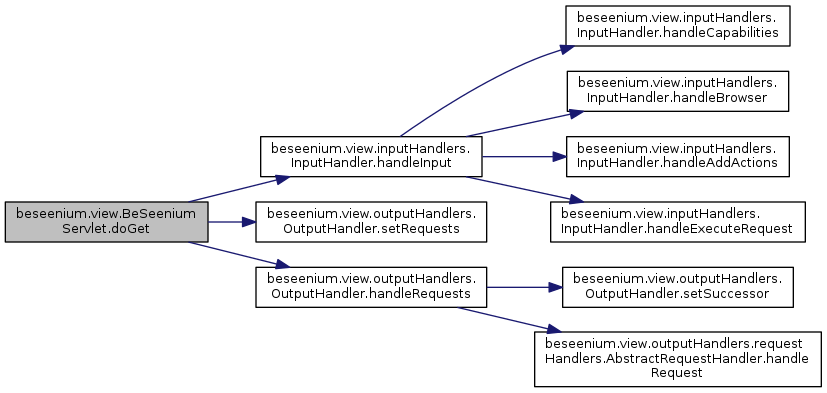 beseenium.view.BeSeenium
Servlet.doGet
beseenium.view.inputHandlers.
InputHandler.handleInput
beseenium.view.outputHandlers.
OutputHandler.setRequests
beseenium.view.outputHandlers.
OutputHandler.handleRequests
beseenium.view.inputHandlers.
InputHandler.handleCapabilities
beseenium.view.inputHandlers.
InputHandler.handleBrowser
beseenium.view.inputHandlers.
InputHandler.handleAddActions
beseenium.view.inputHandlers.
InputHandler.handleExecuteRequest
beseenium.view.outputHandlers.
OutputHandler.setSuccessor
beseenium.view.outputHandlers.request
Handlers.AbstractRequestHandler.handle
Request